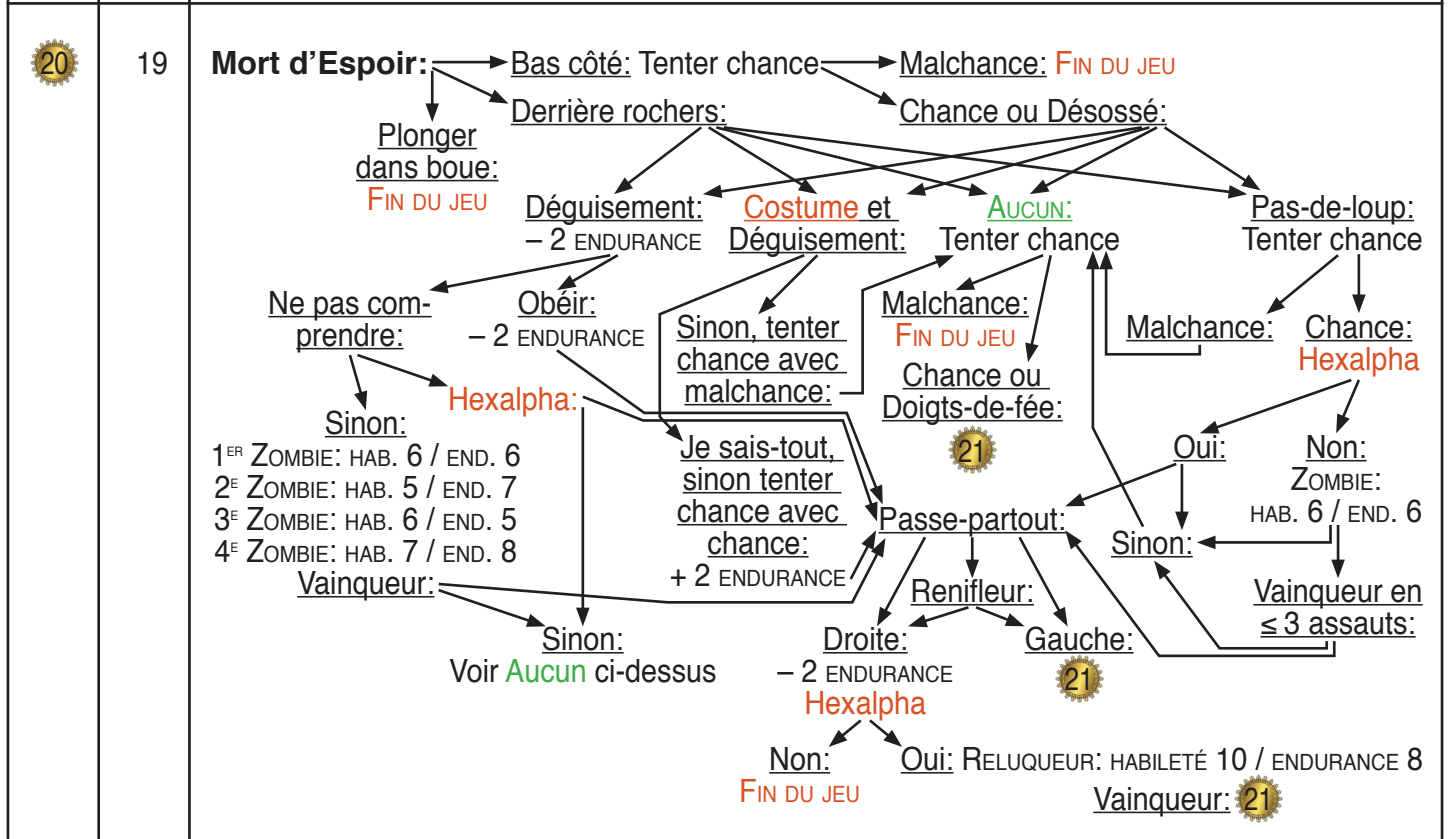 20
19
Mort d'Espoir:
Bas côté: Tenter chance
Malchance: FIN DU JEU
Derrière rochers:
Chance ou Désossé:
Plonger
dans boue:
FIN DU JEU
Déguisement:
– 2 ENDURANCE
Costume et
Déguisement:
AUCUN:
Tenter chance
Pas-de-loup:
Tenter chance
Ne pas com-
prendre:
Obéir:
– 2 ENDURANCE
Sinon, tenter
chance avec
malchance:
Malchance:
FIN DU JEU
Chance ou
Doigts-de-fée:
21
Malchance:
Chance:
Hexalpha
Hexalpha:
Sinon:
1ER ZOMBIE: HAB. 6 / END. 6
2E ZOMBIE: HAB. 5 / END. 7
3E ZOMBIE: HAB. 6 / END. 5
4E ZOMBIE: HAB. 7 / END. 8
Vainqueur:
Je sais-tout,
sinon tenter
chance avec
chance:
+ 2 ENDURANCE
Oui:
Non:
ZOMBIE:
HAB. 6 / END. 6
Passe-partout:
Sinon:
Renifleur:
Vainqueur en
≤ 3 assauts:
Sinon:
Voir Aucun ci-dessus
Droite:
– 2 ENDURANCE
Hexalpha
Gauche:
21
Non:
FIN DU JEU
Oui: RELUQUEUR: HABILETÉ 10 / ENDURANCE 8
Vainqueur: 21